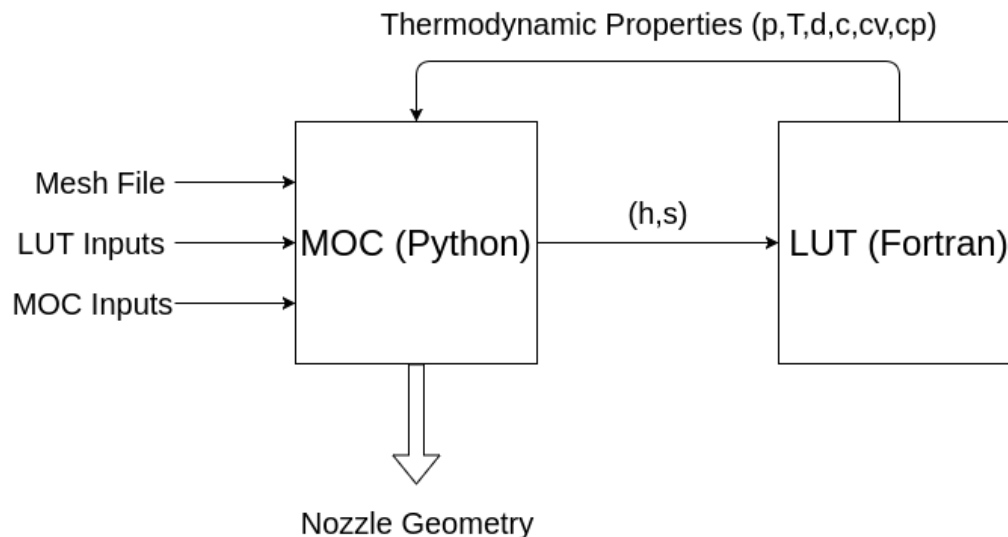 Thermodynamic Properties (p,T,d,c,cv,cp)
Mesh File
LUT Inputs
MOC Inputs
MOC (Python)
(h,s)
LUT (Fortran)
Nozzle Geometry